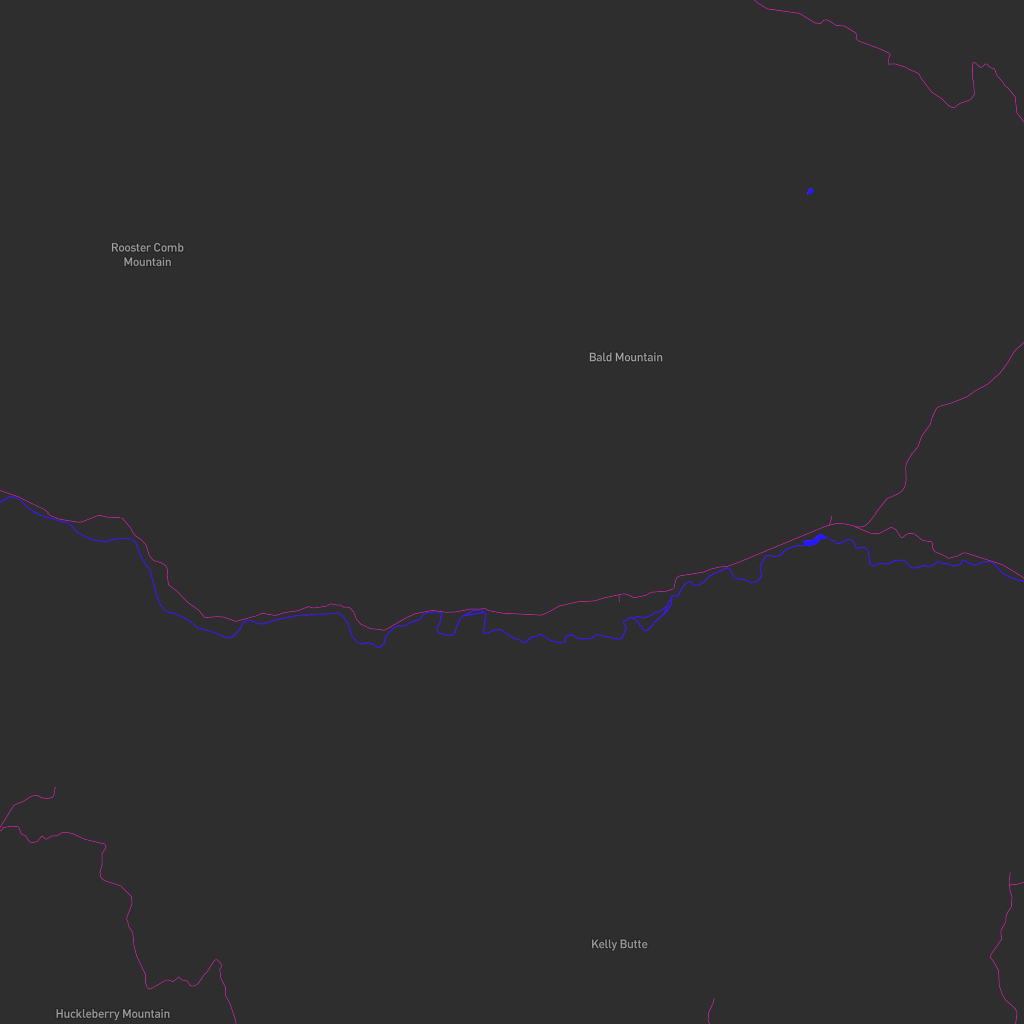 Rooster Comb
Mountain
Bald Mountain
Kelly Butte
Huckleberry Mountain